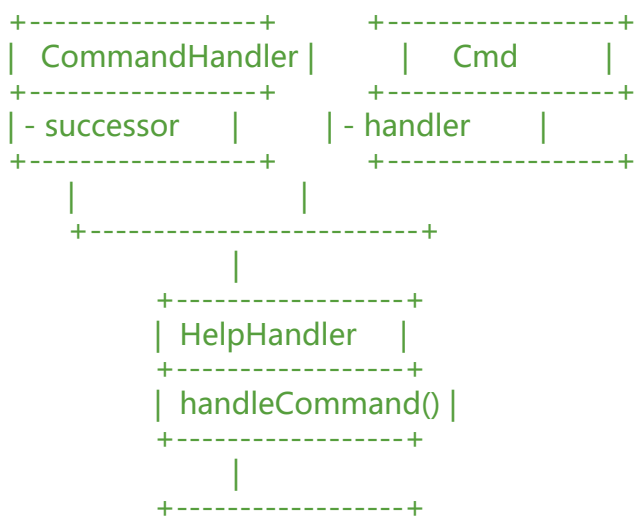 +------------------+ +------------------+
| CommandHandler | | Cmd |
+------------------+ +------------------+
| - successor | | - handler |
+------------------+ +------------------+
| |
+--------------------------+
|
+------------------+
| HelpHandler |
+------------------+
| handleCommand() |
+------------------+
|
+------------------+